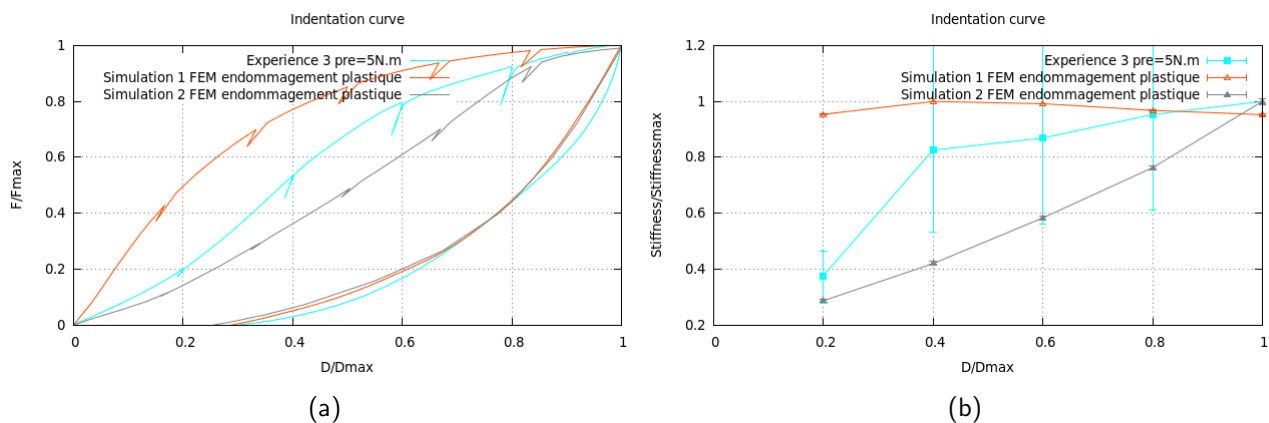 Indentation curve
Experience 3 pre=5N.m
Simulation 1 FEM endommagement plastique
Simulation 2 FEM endommagement plastique
F/Fmax
1
0.8
0.6
0.4
0.2
0
0 0.2 0.4 0.6 0.8 1
D/Dmax
(a)
Indentation curve
Experience 3 pre=5N.m
Simulation 1 FEM endommagement plastique
Simulation 2 FEM endommagement plastique
Stiffness/Stiffnessmax
1.2
1
0.8
0.6
0.4
0.2
0 0.2 0.4 0.6 0.8 1
D/Dmax
(b)